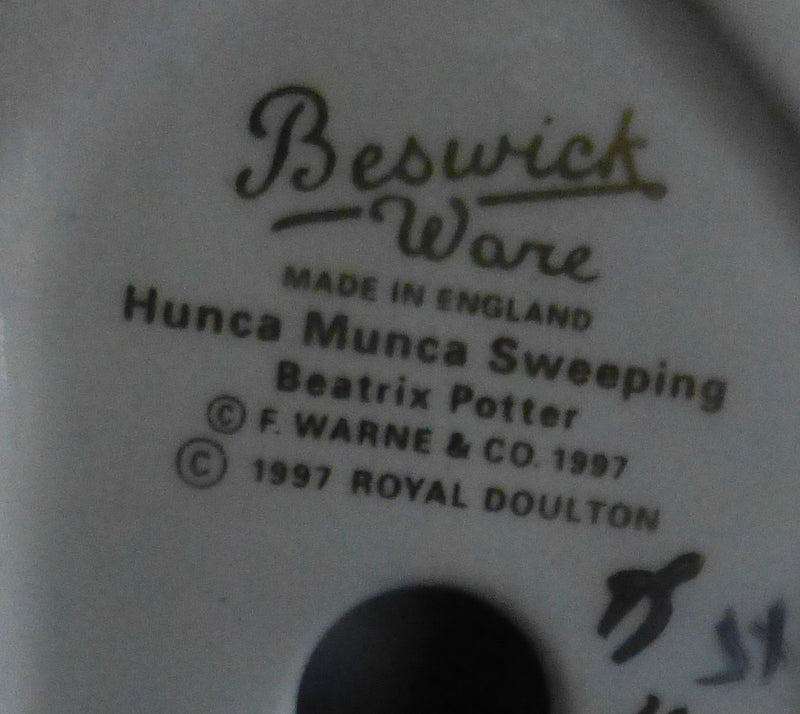 Beswick
Ware
MADE IN ENGLAND
Hunca Munca Sweeping
Beatrix Potter
© F. WARNE & CO. 1997
© 1997 ROYAL DOULTON